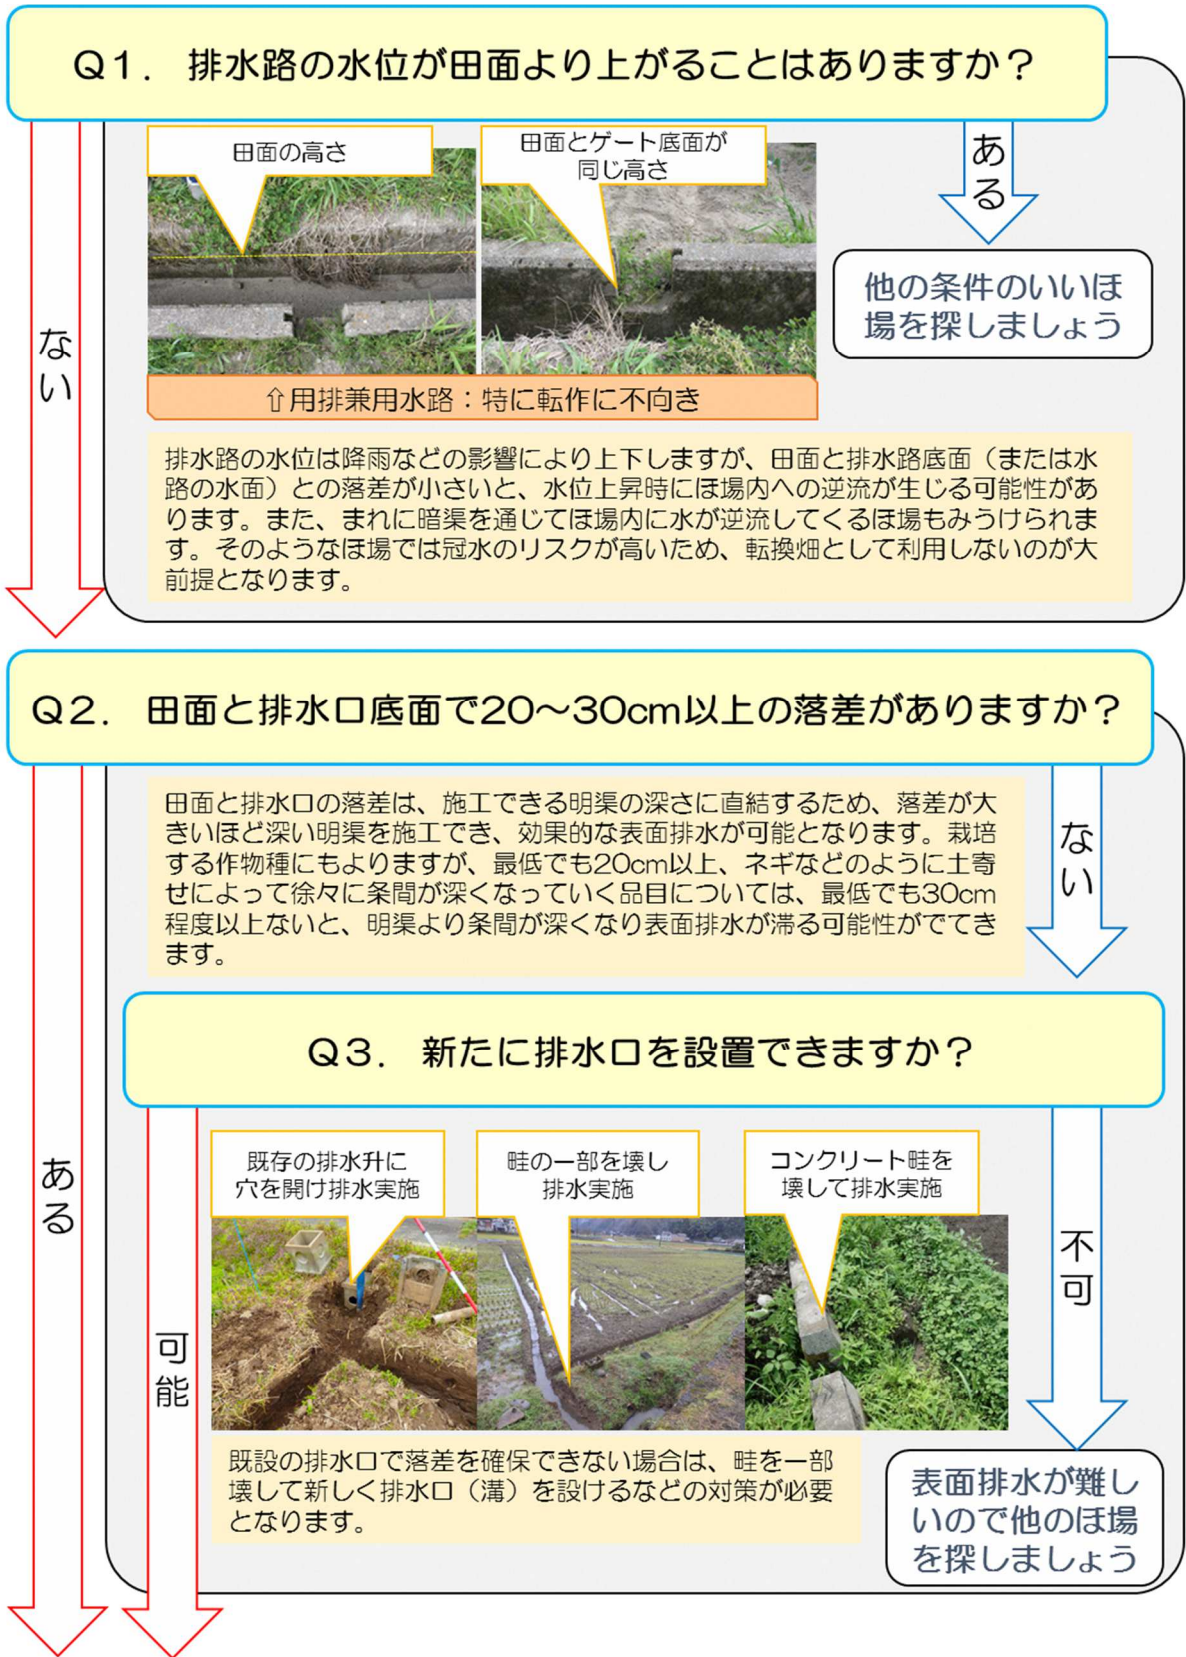 Q1. 排水路の水位が田面より上がることはありますか？
田面の高さ
田面とゲート底面が
同じ高さ
ある
他の条件のいいほ
場を探しましょう
ない
⇧用排兼用水路：特に転作に不向き
排水路の水位は降雨などの影響により上下しますが、田面と排水路底面（または水
路の水面）との落差が小さいと、水位上昇時にほ場内への逆流が生じる可能性があ
ります。また、まれに暗渠を通じてほ場内に水が逆流してくるほ場もみうけられま
す。そのようなほ場では冠水のリスクが高いため、転換畑として利用しないのが大
前提となります。
Q2. 田面と排水口底面で20～30cm以上の落差がありますか？
田面と排水口の落差は、施工できる明渠の深さに直結するため、落差が大
きいほど深い明渠を施工でき、効果的な表面排水が可能となります。栽培
する作物種にもよりますが、最低でも20cm以上、ネギなどのように土寄
せによって徐々に条間が深くなっていく品目については、最低でも30cm
程度以上ないと、明渠より条間が深くなり表面排水が滞る可能性がでてき
ます。
ない
Q3. 新たに排水口を設置できますか？
ある
可能
既存の排水升に
穴を開け排水実施
畦の一部を壊し
排水実施
コンクリート畦を
壊して排水実施
不可
既設の排水口で落差を確保できない場合は、畦を一部
壊して新しく排水口（溝）を設けるなどの対策が必要
となります。
表面排水が難し
いので他のほ場
を探しましょう